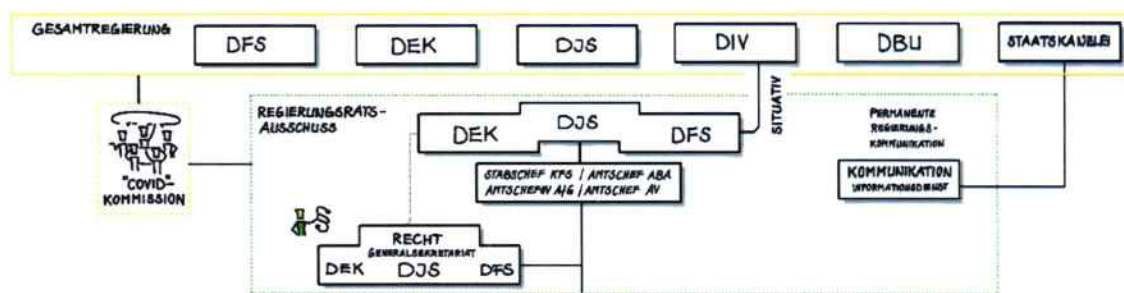 GESAMTREGIERUNG
DFS
DEK
DJS
DIV
DBU
STAATSKANZLEI
"COVID"-
KOMMISSION
REGIERUNGSRATS-
AUSSCHUSS
DEK DJS DFS
SITUATIV
PERMANENTE
REGIERUNGS-
KOMMUNIKATION
STABSCHEF KFS / AMTSCHEF ABA
AMTSCHEFIN AfG / AMTSCHEF AV
KOMMUNIKATION
INFORMATIONSDIENST
§
RECHT
GENERALSEKRETARIAT
DEK DJS DFS